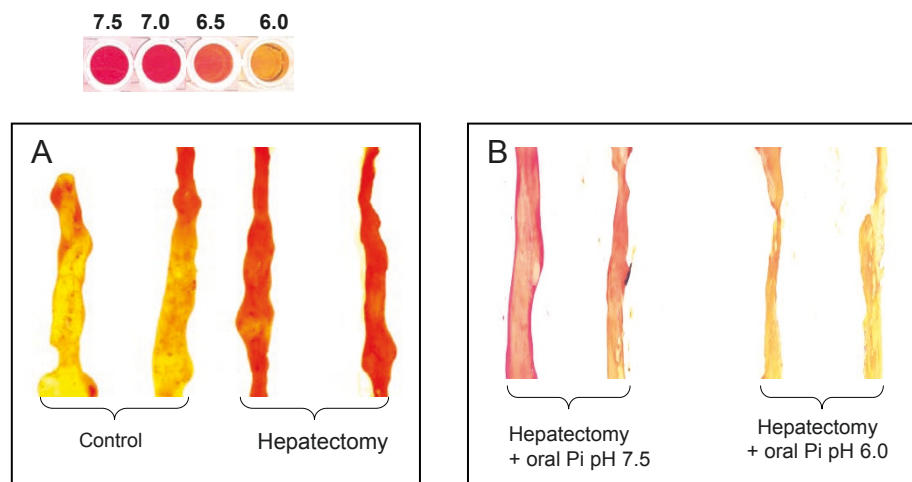 7.5 7.0 6.5 6.0
A
B
Control
Hepatectomy
Hepatectomy
+ oral Pi pH 7.5
Hepatectomy
+ oral Pi pH 6.0